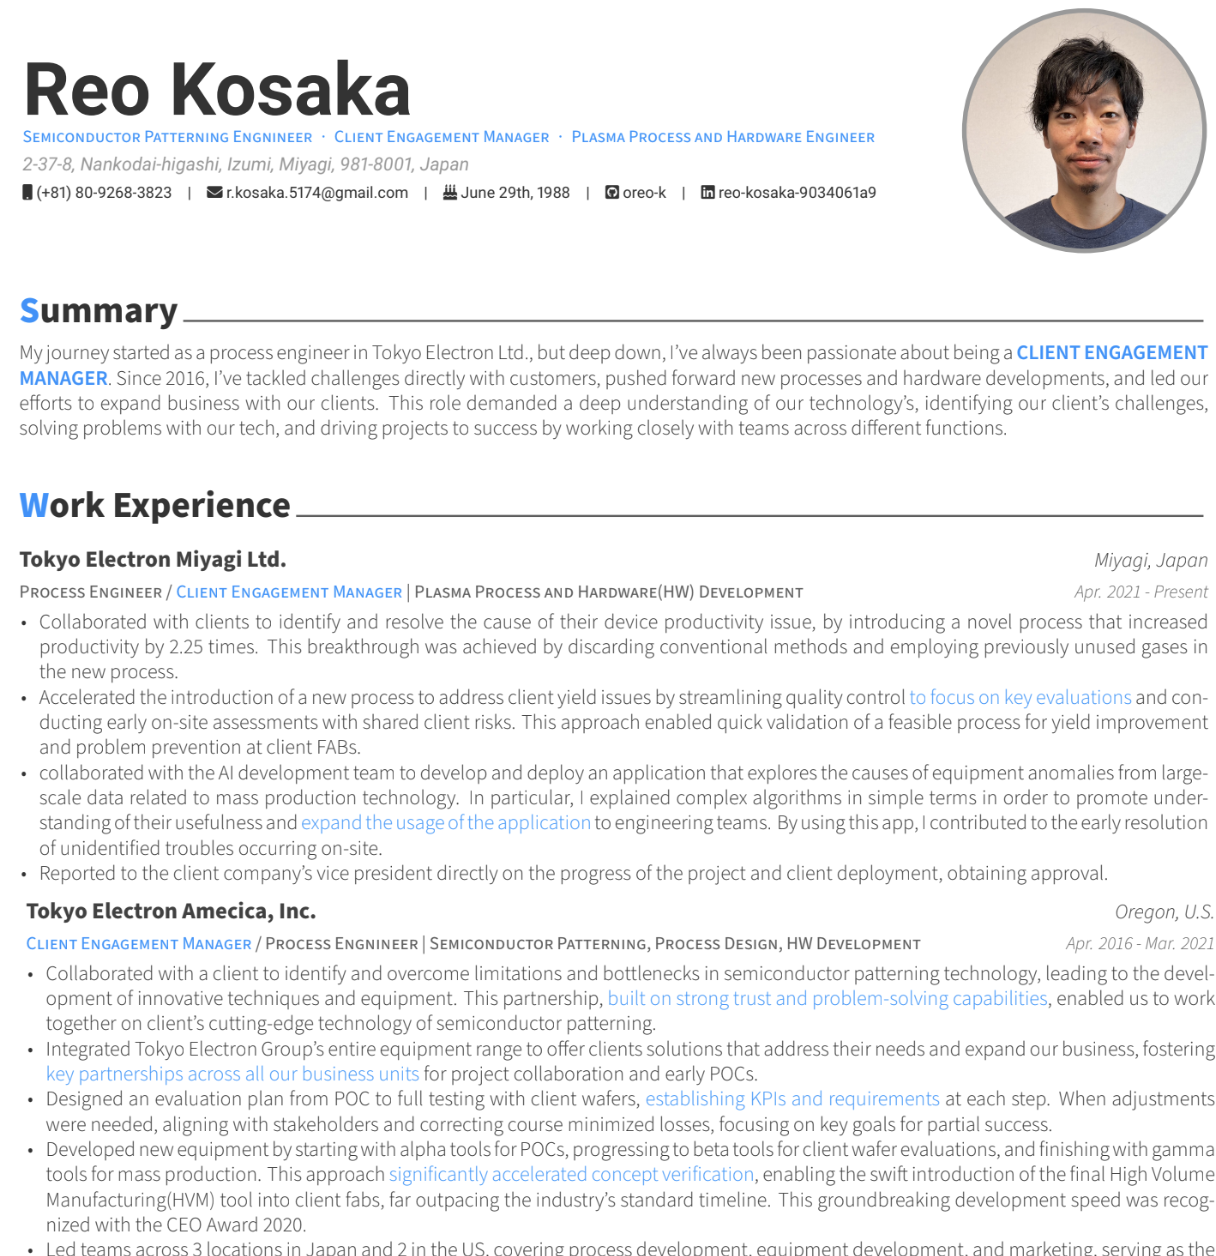 Reo Kosaka
Semiconductor Patterning Engnineer · Client Engagement Manager · Plasma Process and Hardware Engineer
2-37-8, Nankodai-higashi, Izumi, Miyagi, 981-8001, Japan
(+81) 80-9268-3823 | r.kosaka.5174@gmail.com | June 29th, 1988 | oreo-k | reo-kosaka-9034061a9
Summary
My journey started as a process engineer in Tokyo Electron Ltd., but deep down, I’ve always been passionate about being a CLIENT ENGAGEMENT
MANAGER. Since 2016, I’ve tackled challenges directly with customers, pushed forward new processes and hardware developments, and led our
efforts to expand business with our clients. This role demanded a deep understanding of our technology’s, identifying our client’s challenges,
solving problems with our tech, and driving projects to success by working closely with teams across different functions.
Work Experience
Tokyo Electron Miyagi Ltd. Miyagi, Japan
Process Engineer / Client Engagement Manager | Plasma Process and Hardware(HW) Development Apr. 2021 - Present
• Collaborated with clients to identify and resolve the cause of their device productivity issue, by introducing a novel process that increased
productivity by 2.25 times. This breakthrough was achieved by discarding conventional methods and employing previously unused gases in
the new process.
• Accelerated the introduction of a new process to address client yield issues by streamlining quality control to focus on key evaluations and con-
ducting early on-site assessments with shared client risks. This approach enabled quick validation of a feasible process for yield improvement
and problem prevention at client FABs.
• collaborated with the AI development team to develop and deploy an application that explores the causes of equipment anomalies from large-
scale data related to mass production technology. In particular, I explained complex algorithms in simple terms in order to promote under-
standing of their usefulness and expand the usage of the application to engineering teams. By using this app, I contributed to the early resolution
of unidentified troubles occurring on-site.
• Reported to the client company’s vice president directly on the progress of the project and client deployment, obtaining approval.
Tokyo Electron Amecica, Inc. Oregon, U.S.
Client Engagement Manager / Process Engnineer | Semiconductor Patterning, Process Design, HW Development Apr. 2016 - Mar. 2021
• Collaborated with a client to identify and overcome limitations and bottlenecks in semiconductor patterning technology, leading to the devel-
opment of innovative techniques and equipment. This partnership, built on strong trust and problem-solving capabilities, enabled us to work
together on client’s cutting-edge technology of semiconductor patterning.
• Integrated Tokyo Electron Group’s entire equipment range to offer clients solutions that address their needs and expand our business, fostering
key partnerships across all our business units for project collaboration and early POCs.
• Designed an evaluation plan from POC to full testing with client wafers, establishing KPIs and requirements at each step. When adjustments
were needed, aligning with stakeholders and correcting course minimized losses, focusing on key goals for partial success.
• Developed new equipment by starting with alpha tools for POCs, progressing to beta tools for client wafer evaluations, and finishing with gamma
tools for mass production. This approach significantly accelerated concept verification, enabling the swift introduction of the final High Volume
Manufacturing(HVM) tool into client fabs, far outpacing the industry’s standard timeline. This groundbreaking development speed was recog-
nized with the CEO Award 2020.
• Led teams across 3 locations in Japan and 2 in the US, covering process development, equipment development, and marketing, serving as the